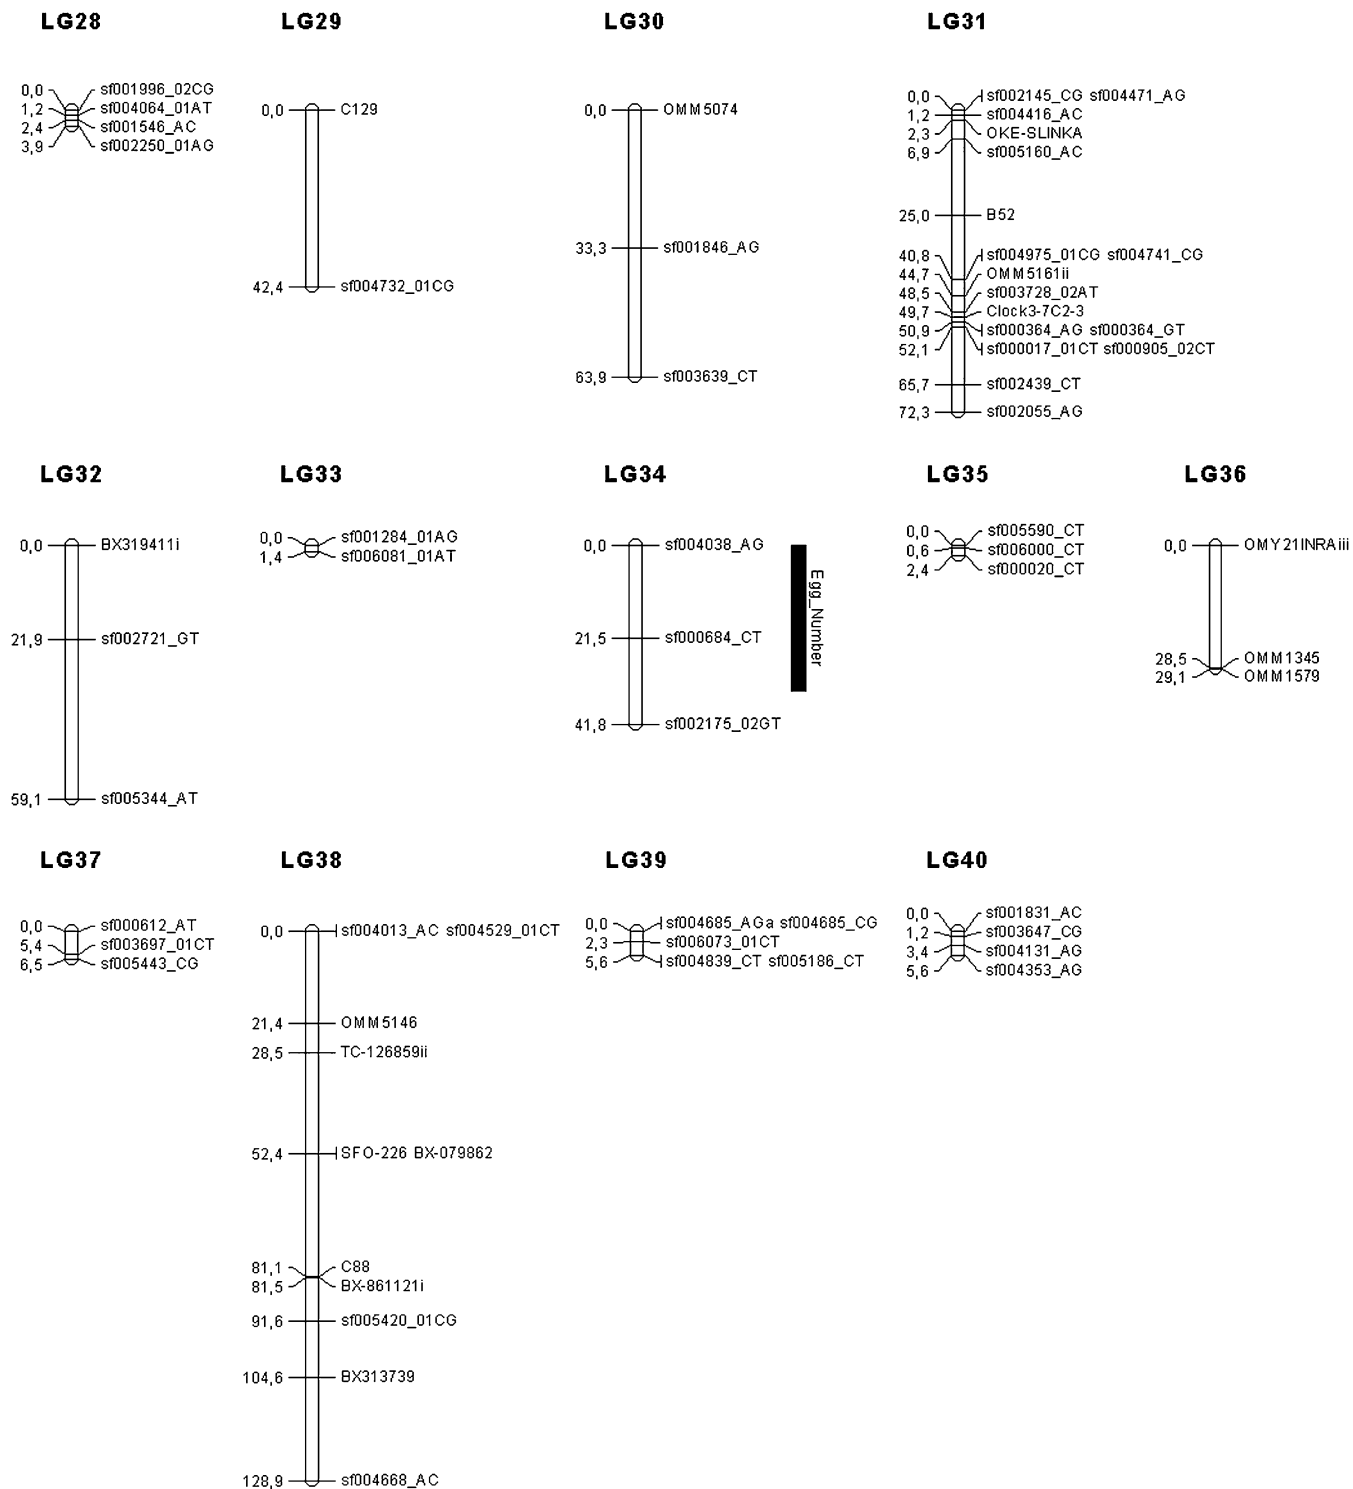 LG28
0,0 sf001996_02CG
1,2 sf004064_01AT
2,4 sf001546_AC
3,9 sf002250_01AG
LG29
0,0 C129
42,4 sf004732_01CG
LG30
0,0 OMM5074
33,3 sf001846_AG
63,9 sf003639_CT
LG31
0,0 sf002145_CG sf004471_AG
1,2 sf004416_AC
2,3 OKE-SLINKA
6,9 sf005160_AC
25,0 B52
40,8 sf004975_01CG sf004741_CG
44,7 OMM5161ii
48,5 sf003728_02AT
49,7 Clock3-7C2-3
50,9 sf000364_AG sf000364_GT
52,1 sf000017_01CT sf000905_02CT
65,7 sf002439_CT
72,3 sf002055_AG
LG32
0,0 BX319411i
21,9 sf002721_GT
59,1 sf005344_AT
LG33
0,0 sf001284_01AG
1,4 sf006081_01AT
LG34
0,0 sf004038_AG
21,5 sf000684_CT
41,8 sf002175_02GT
Egg_Number
LG35
0,0 sf005590_CT
0,6 sf006000_CT
2,4 sf000020_CT
LG36
0,0 OMY21INRAiii
28,5 OMM1345
29,1 OMM1579
LG37
0,0 sf000612_AT
5,4 sf003697_01CT
6,5 sf005443_CG
LG38
0,0 sf004013_AC sf004529_01CT
21,4 OMM5146
28,5 TC-126859ii
52,4 SFO-226 BX-079862
81,1 C88
81,5 BX-861121i
91,6 sf005420_01CG
104,6 BX313739
128,9 sf004668_AC
LG39
0,0 sf004685_AGa sf004685_CG
2,3 sf006073_01CT
5,6 sf004839_CT sf005186_CT
LG40
0,0 sf001831_AC
1,2 sf003647_CG
3,4 sf004131_AG
5,6 sf004353_AG